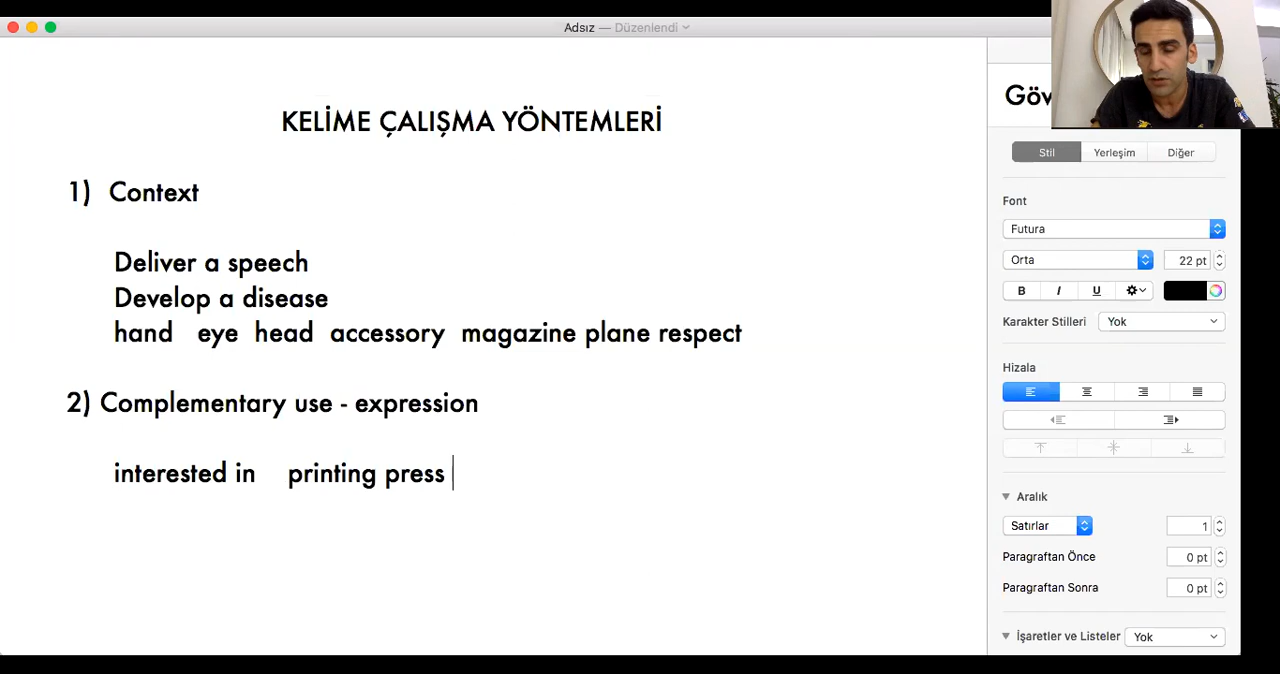 Adsız — Düzenlendi
KELİME ÇALIŞMA YÖNTEMLERİ
1) Context
Deliver a speech
Develop a disease
hand eye head accessory magazine plane respect
2) Complementary use - expression
interested in printing press
Stil Yerleşim Diğer
Font
Futura
Orta 22 pt
B I U
Karakter Stilleri Yok
Hizala
Aralık
Satırlar 1
Paragraftan Önce 0 pt
Paragraftan Sonra 0 pt
İşaretler ve Listeler Yok